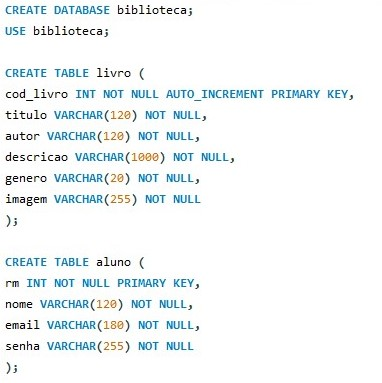 CREATE DATABASE biblioteca;
USE biblioteca;
CREATE TABLE livro (
cod_livro INT NOT NULL AUTO_INCREMENT PRIMARY KEY,
titulo VARCHAR(120) NOT NULL,
autor VARCHAR(120) NOT NULL,
descricao VARCHAR(1000) NOT NULL,
genero VARCHAR(20) NOT NULL,
imagem VARCHAR(255) NOT NULL
);
CREATE TABLE aluno (
rm INT NOT NULL PRIMARY KEY,
nome VARCHAR(120) NOT NULL,
email VARCHAR(180) NOT NULL,
senha VARCHAR(255) NOT NULL
);